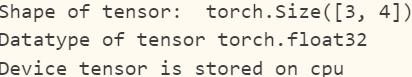 Shape of tensor:  torch.Size([3, 4])
Datatype of tensor torch.float32
Device tensor is stored on cpu